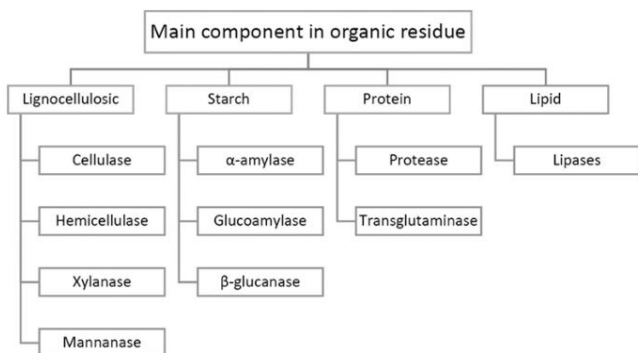 Main component in organic residue
Lignocellulosic
Starch
Protein
Lipid
Cellulase
α-amylase
Protease
Lipases
Hemicellulase
Glucoamylase
Transglutaminase
Xylanase
β-glucanase
Mannanase